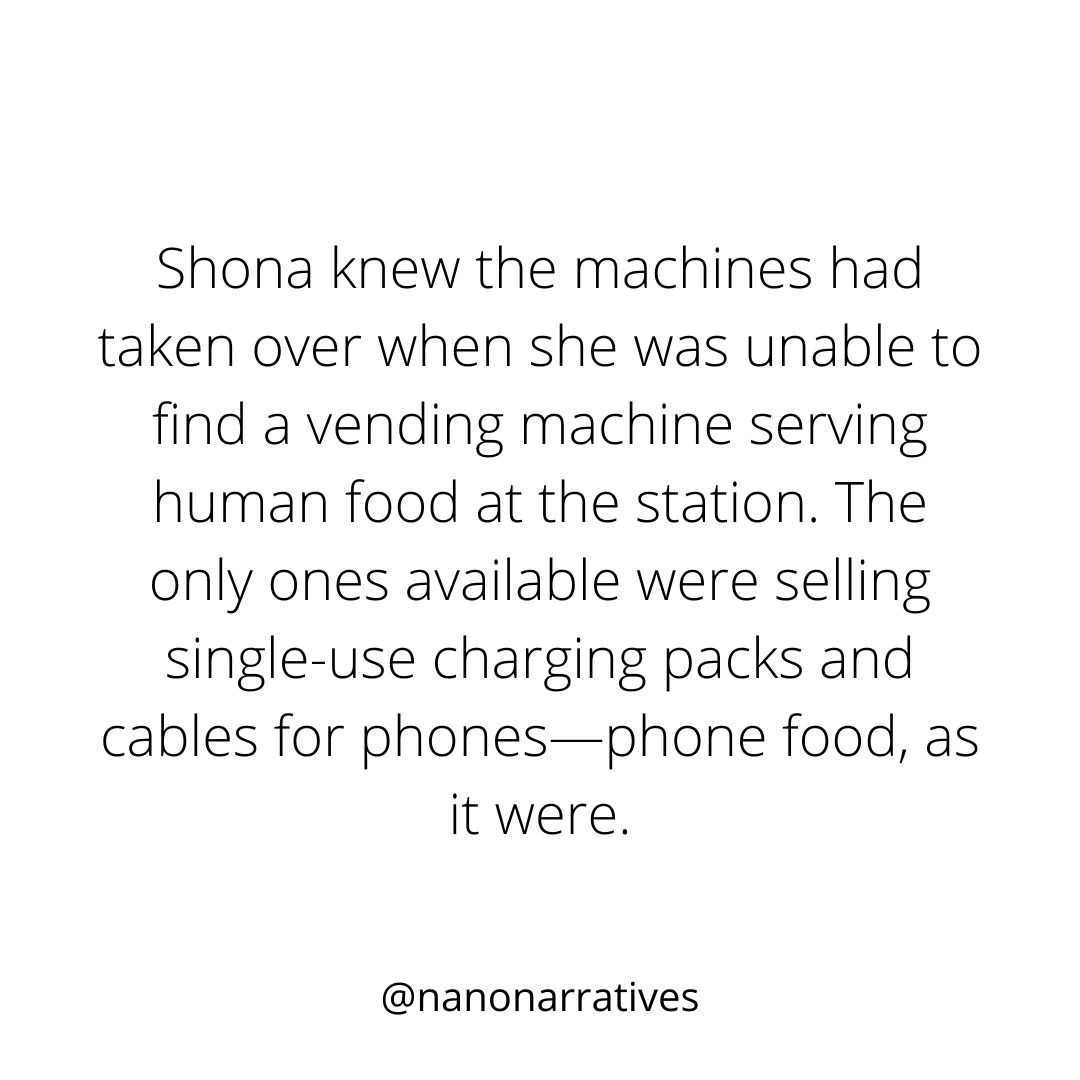 Shona knew the machines had
taken over when she was unable to
find a vending machine serving
human food at the station. The
only ones available were selling
single-use charging packs and
cables for phones—phone food, as
it were.
@nanonarratives